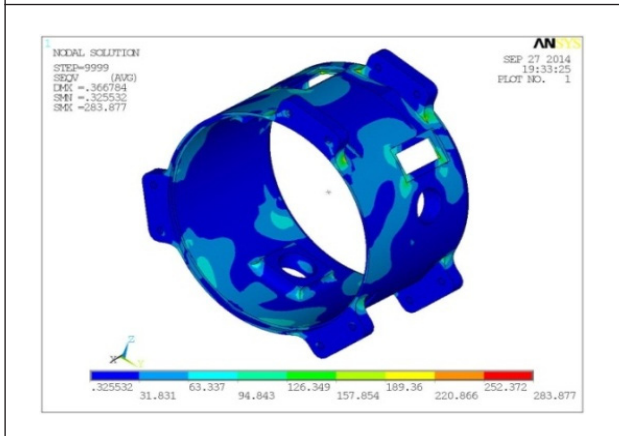 1
NODAL SOLUTION
STEP=9999
SEQV (AVG)
DMX =.366784
SMN =.325532
SMX =283.877
ANSYS
SEP 27 2014
19:33:25
PLOT NO. 1
Z
X Y
.325532 63.337 126.349 189.36 252.372
31.831 94.843 157.854 220.866 283.877